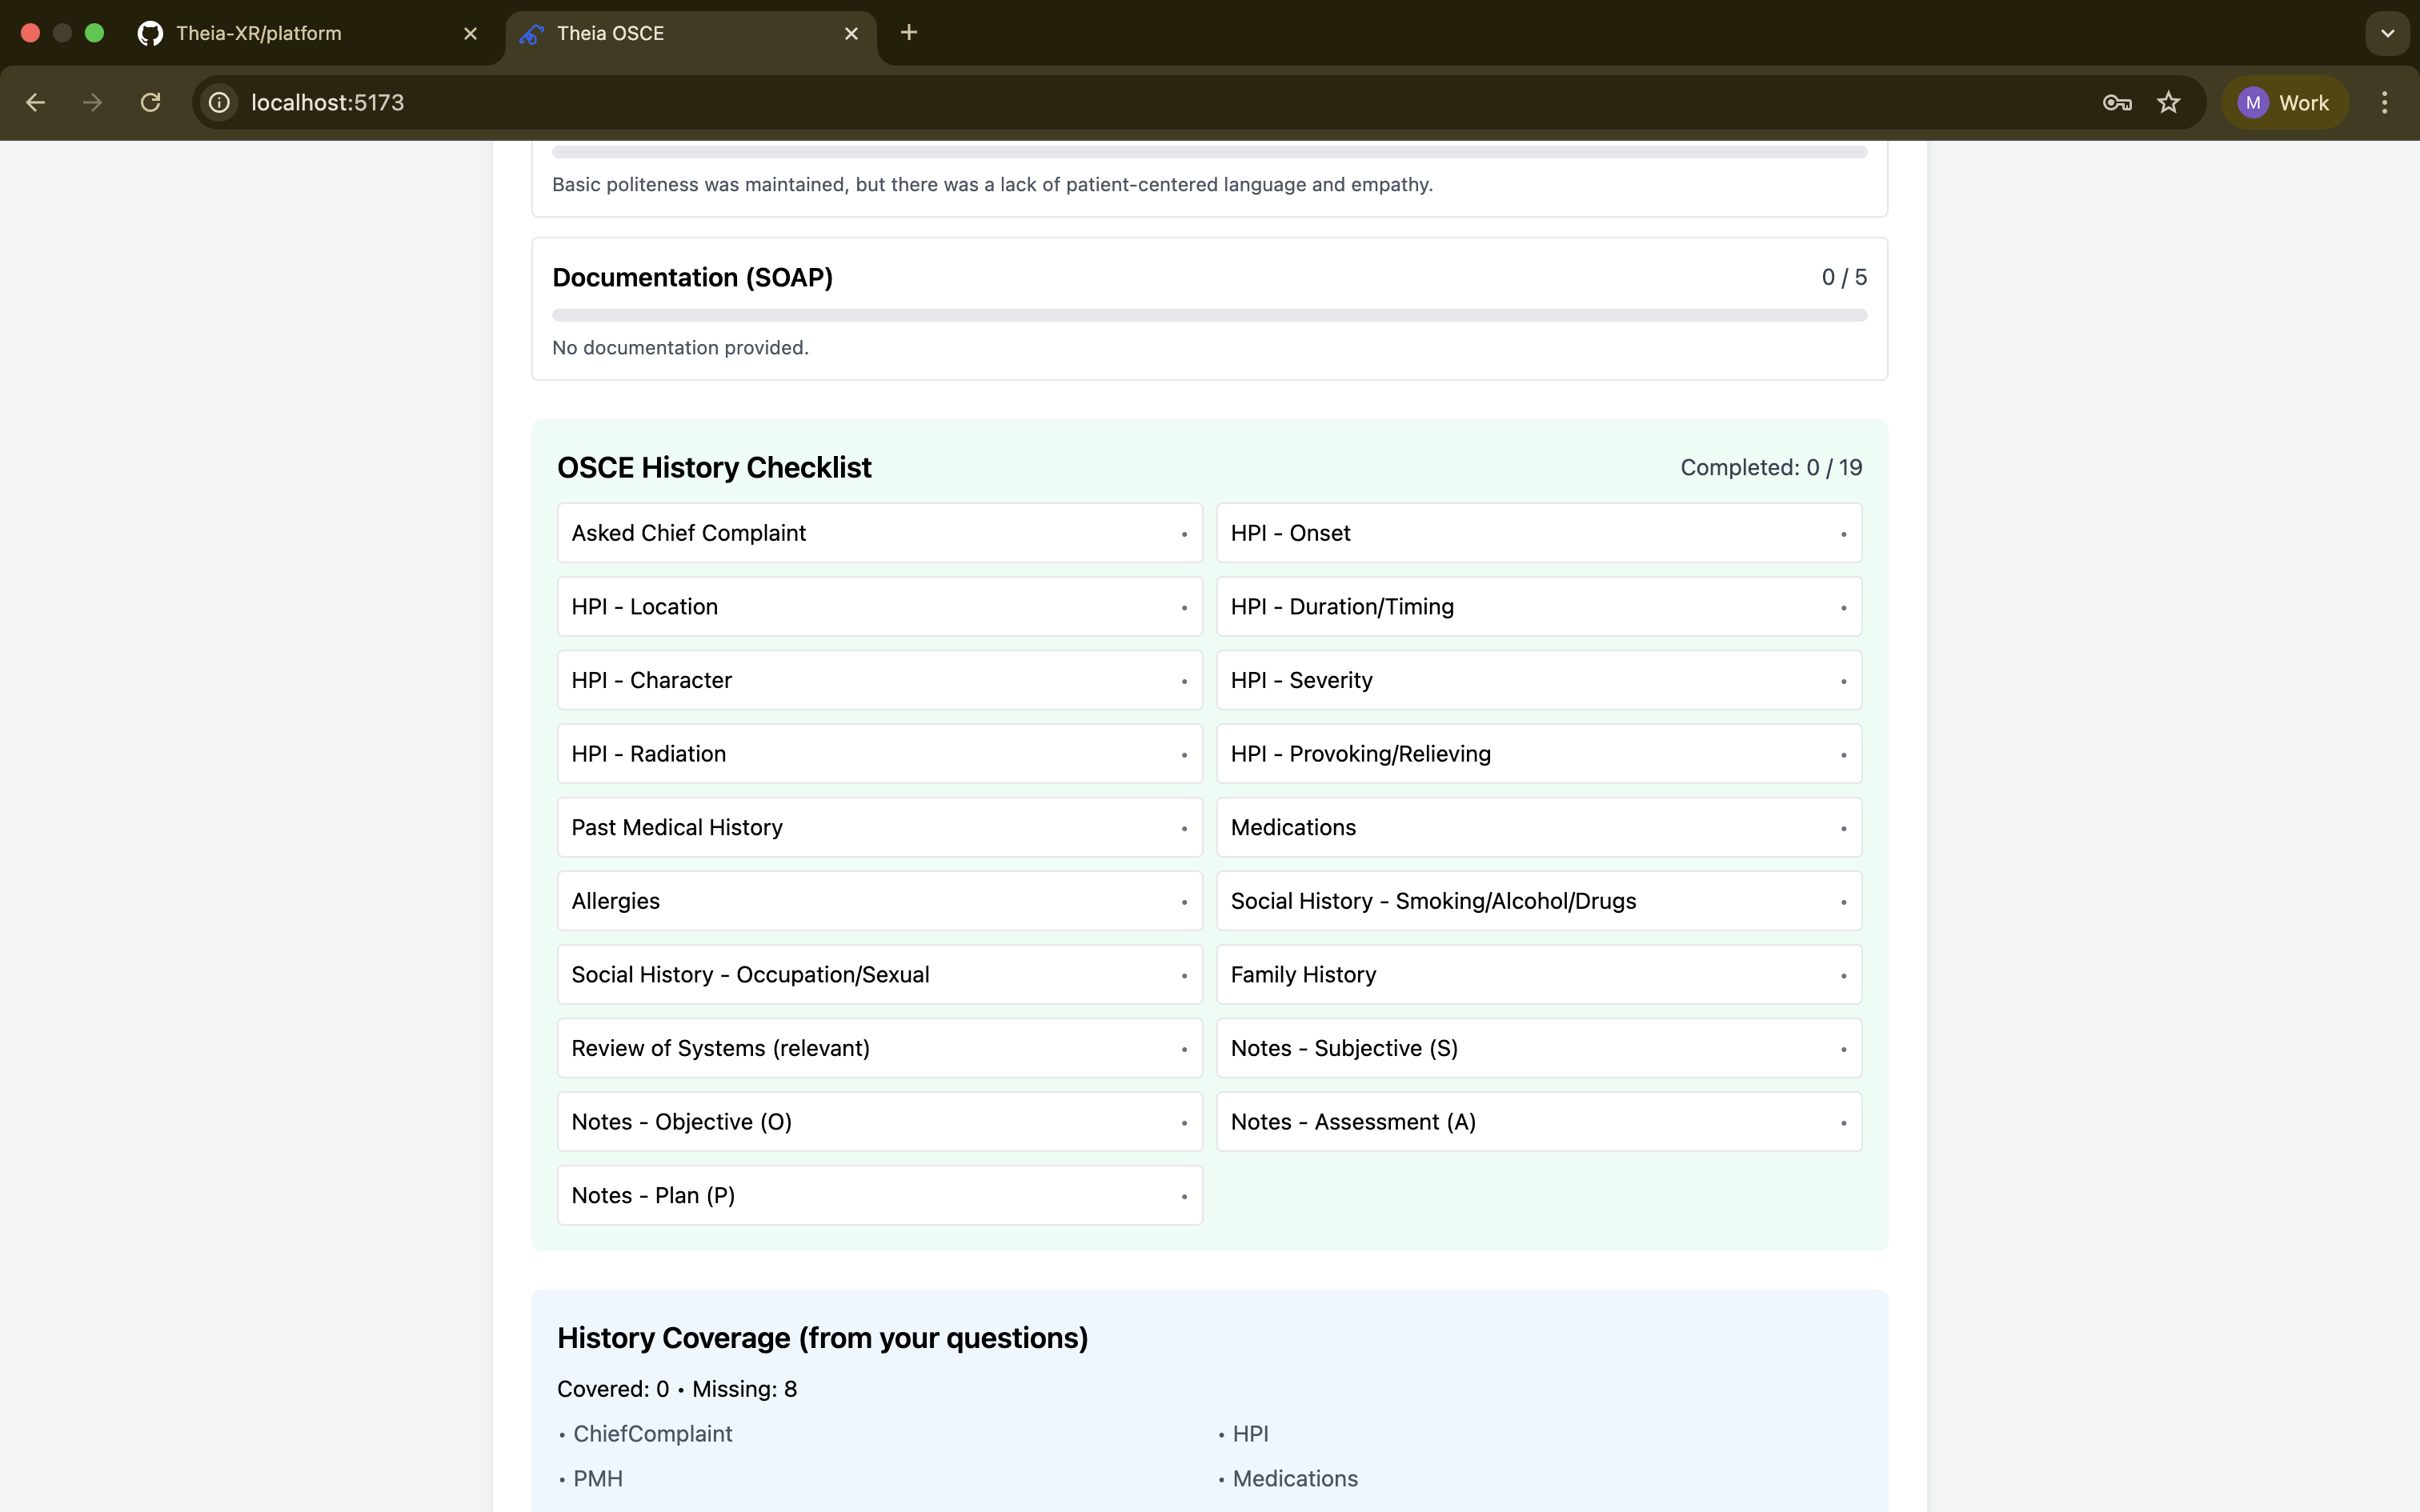 Theia-XR/platform
Theia OSCE
localhost:5173
M Work
Basic politeness was maintained, but there was a lack of patient-centered language and empathy.
Documentation (SOAP) 0 / 5
No documentation provided.
OSCE History Checklist Completed: 0 / 19
Asked Chief Complaint •
HPI - Onset •
HPI - Location •
HPI - Duration/Timing •
HPI - Character •
HPI - Severity •
HPI - Radiation •
HPI - Provoking/Relieving •
Past Medical History •
Medications •
Allergies •
Social History - Smoking/Alcohol/Drugs •
Social History - Occupation/Sexual •
Family History •
Review of Systems (relevant) •
Notes - Subjective (S) •
Notes - Objective (O) •
Notes - Assessment (A) •
Notes - Plan (P) •
History Coverage (from your questions)
Covered: 0 • Missing: 8
• ChiefComplaint
• HPI
• PMH
• Medications